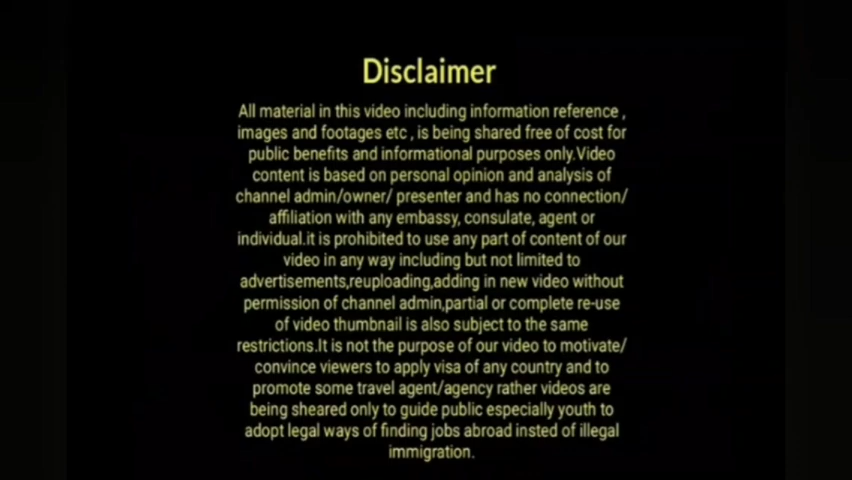 Disclaimer
All material in this video including information reference ,
images and footages etc , is being shared free of cost for
public benefits and informational purposes only.Video
content is based on personal opinion and analysis of
channel admin/owner/ presenter and has no connection/
affiliation with any embassy, consulate, agent or
individual.it is prohibited to use any part of content of our
video in any way including but not limited to
advertisements,reuploading,adding in new video without
permission of channel admin,partial or complete re-use
of video thumbnail is also subject to the same
restrictions.It is not the purpose of our video to motivate/
convince viewers to apply visa of any country and to
promote some travel agent/agency rather videos are
being sheared only to guide public especially youth to
adopt legal ways of finding jobs abroad insted of illegal
immigration.